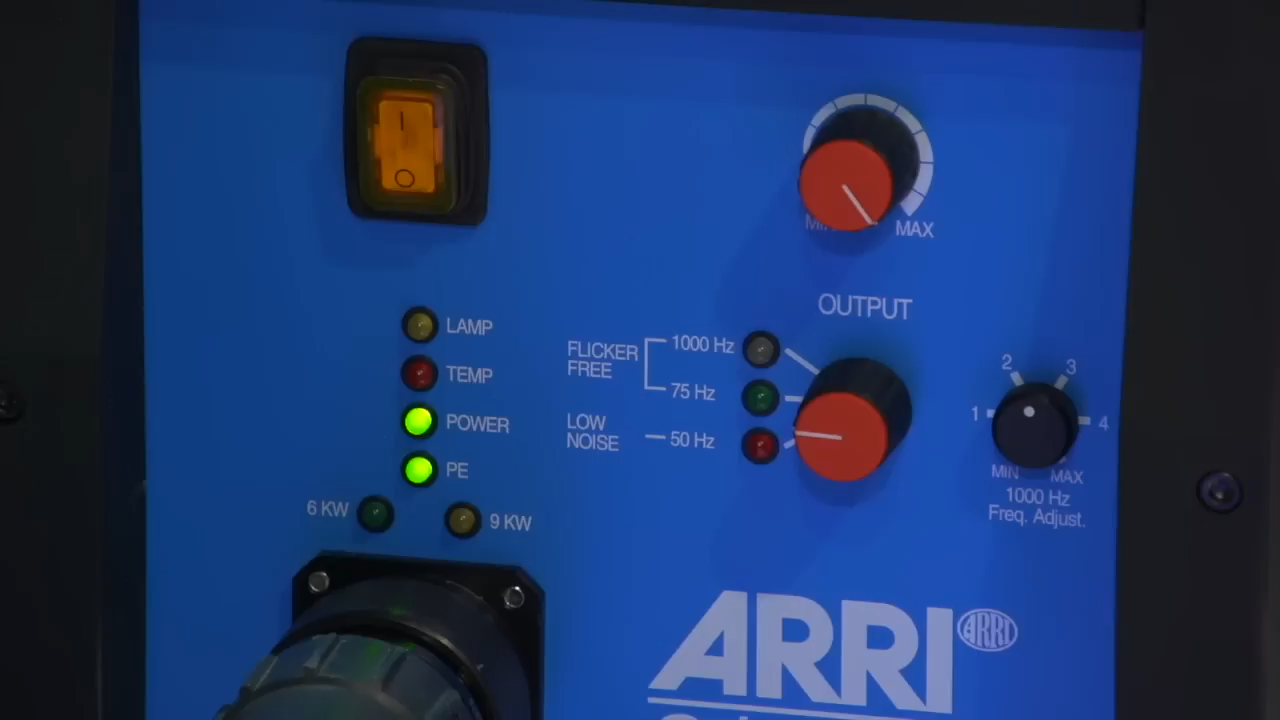 I
O
MIN
MAX
OUTPUT
LAMP
TEMP
POWER
PE
6 KW
9 KW
FLICKER
FREE
1000 Hz
75 Hz
LOW
NOISE
50 Hz
1
2
3
4
MIN
MAX
1000 Hz
Freq. Adjust.
ARRI
ARRI